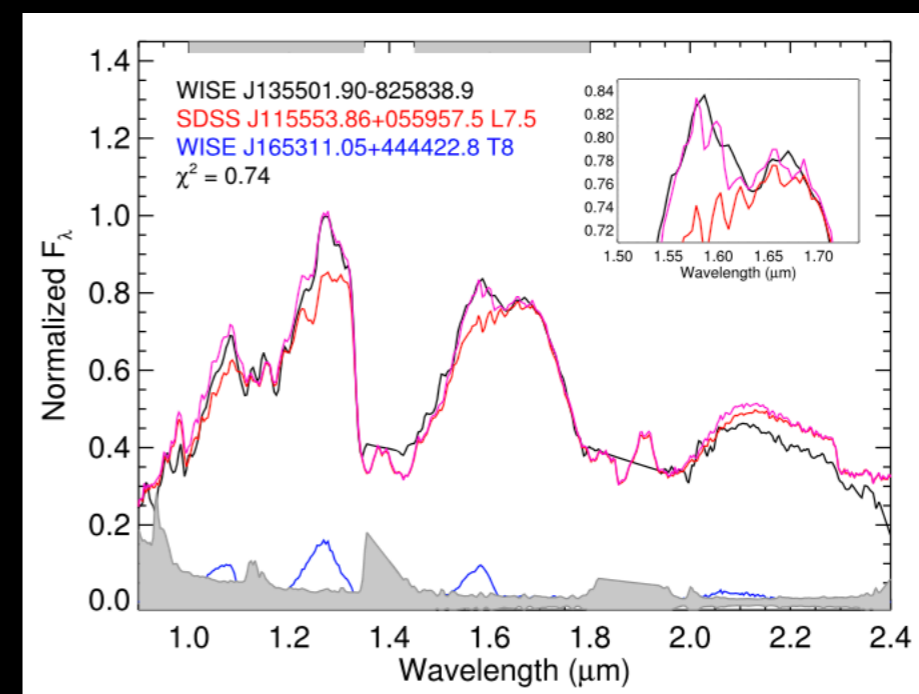 WISE J135501.90-825838.9
SDSS J115553.86+055957.5 L7.5
WISE J165311.05+444422.8 T8
χ² = 0.74
Normalized Fλ
1.4
1.2
1.0
0.8
0.6
0.4
0.2
0.0
1.0 1.2 1.4 1.6 1.8 2.0 2.2 2.4
Wavelength (μm)
0.84
0.82
0.80
0.78
0.76
0.74
0.72
1.50 1.55 1.60 1.65 1.70
Wavelength (μm)